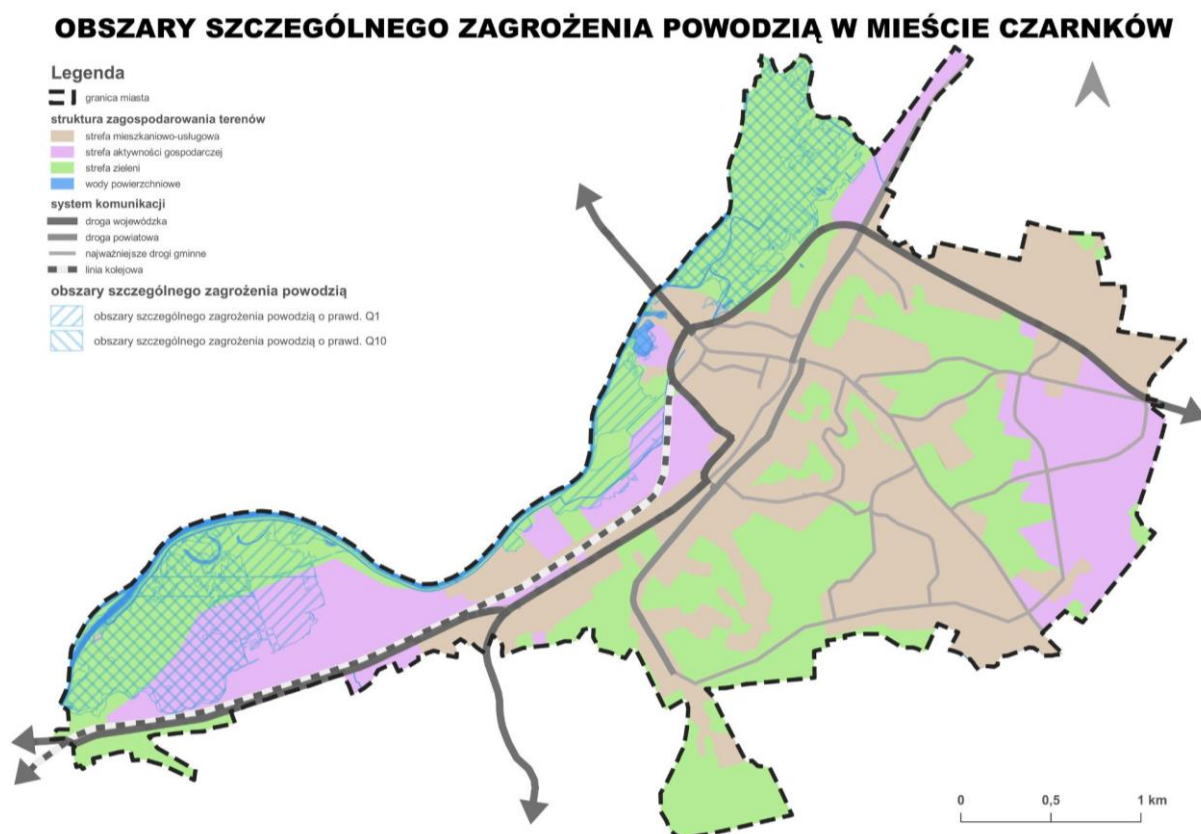 OBSZARY SZCZEGÓLNEGO ZAGROŻENIA POWODZIĄ W MIEŚCIE CZARNKÓW
Legenda
granica miasta
struktura zagospodarowania terenów
strefa mieszkaniowo-usługowa
strefa aktywności gospodarczej
strefa zieleni
wody powierzchniowe
system komunikacji
droga wojewódzka
droga powiatowa
najważniejsze drogi gminne
linia kolejowa
obszary szczególnego zagrożenia powodzią
obszary szczególnego zagrożenia powodzią o prawd. Q1
obszary szczególnego zagrożenia powodzią o prawd. Q10
0 0,5 1 km